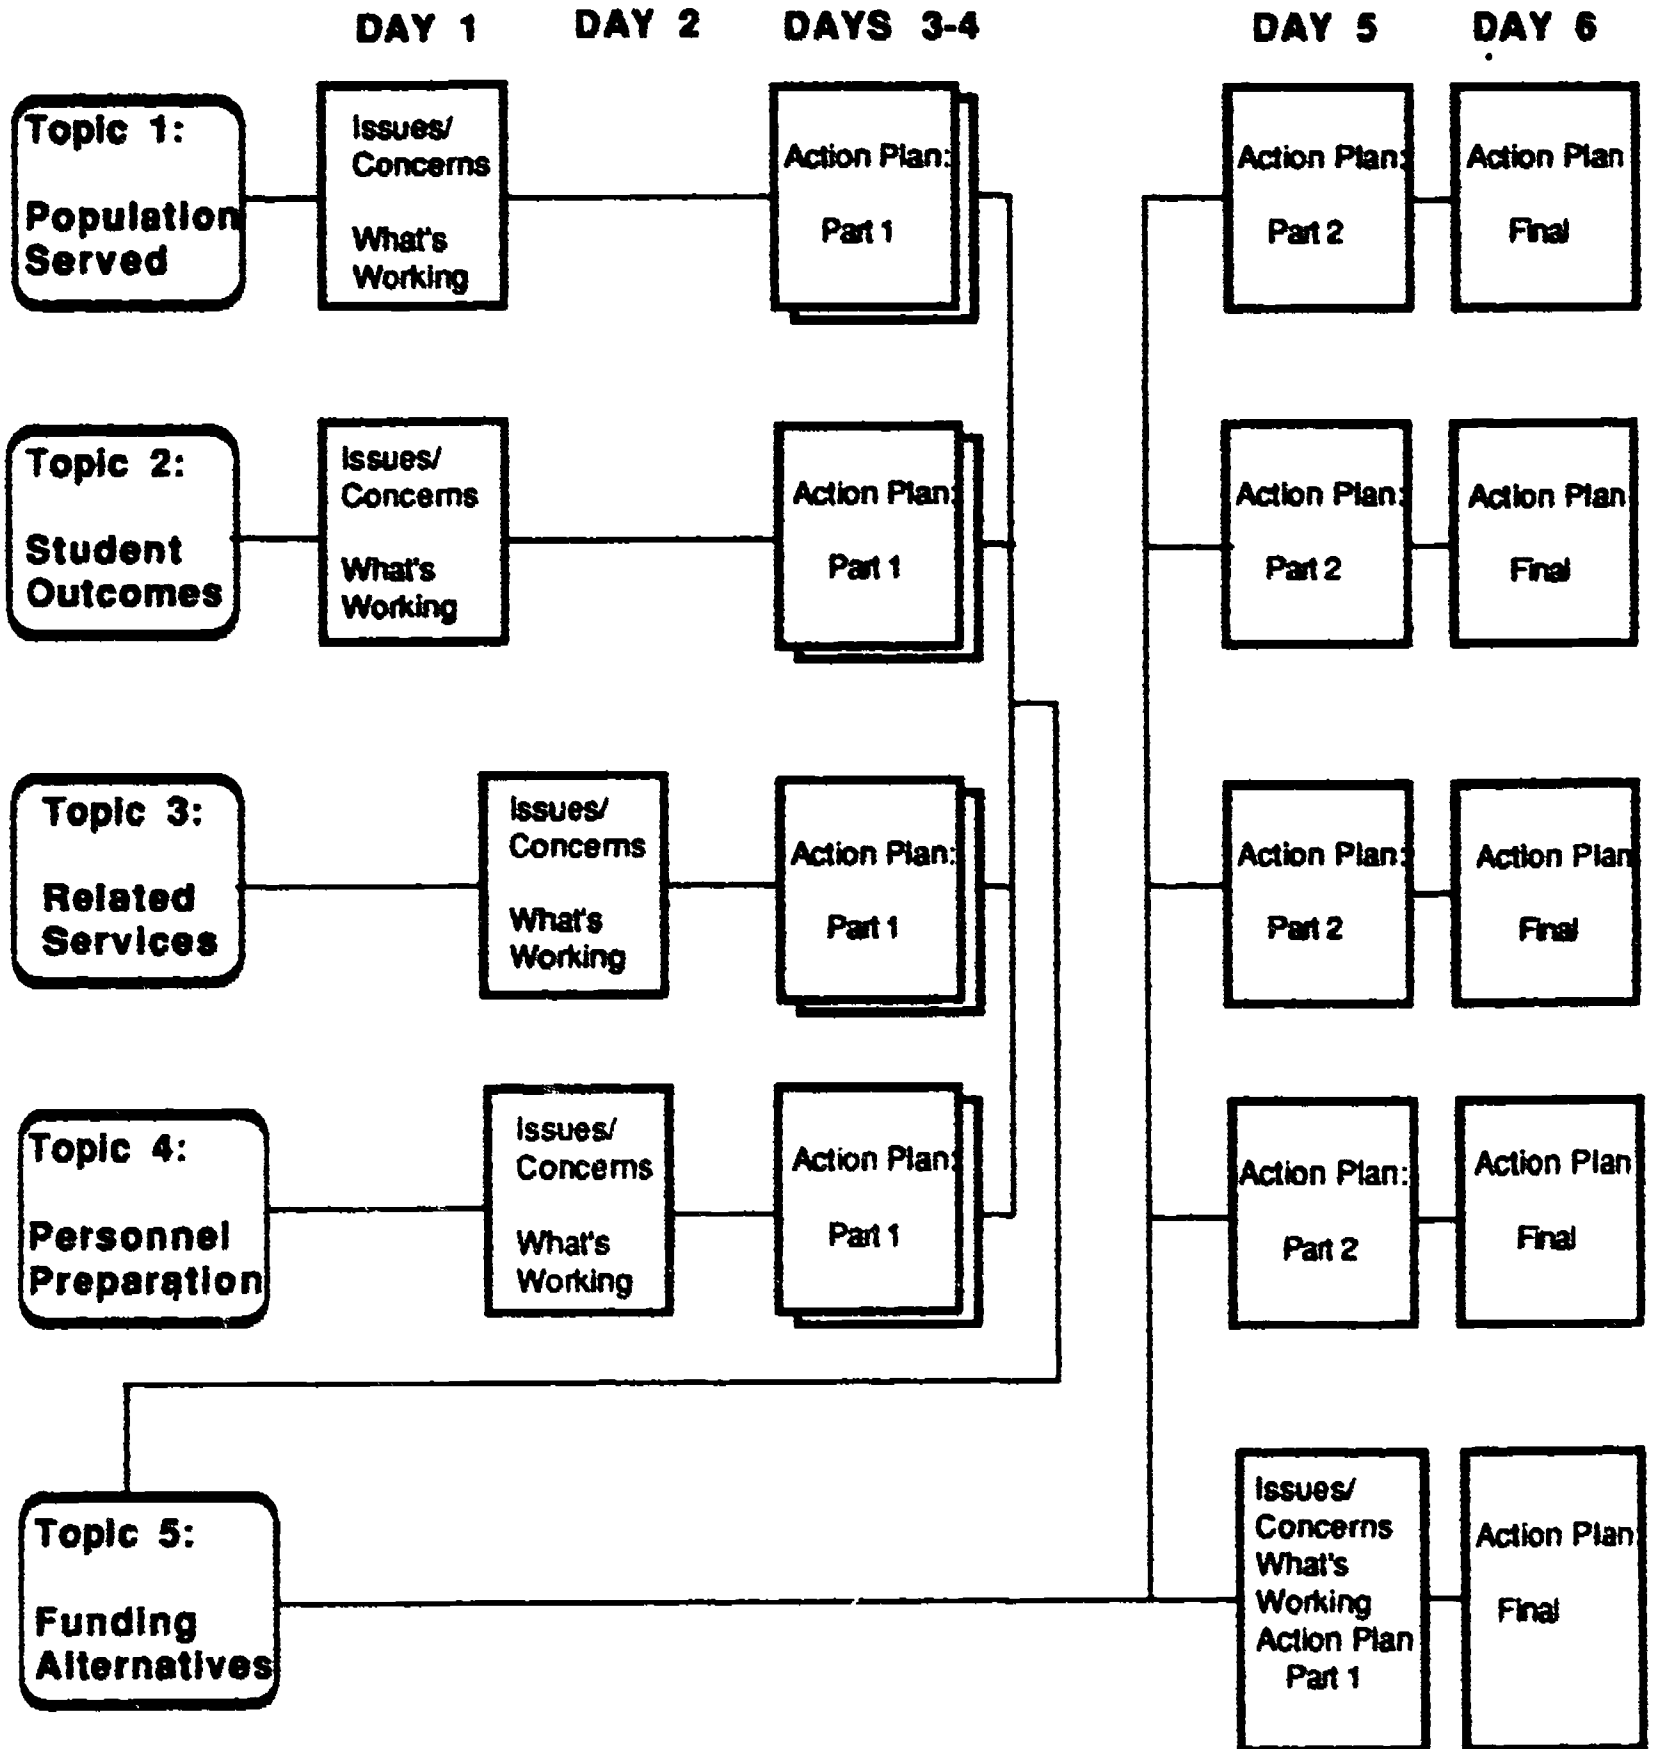 DAY 1 DAY 2 DAYS 3-4 DAY 5 DAY 6
Topic 1:
Population
Served
Issues/
Concerns
What's
Working
Action Plan:
Part 1
Action Plan:
Part 2
Action Plan
Final
Topic 2:
Student
Outcomes
Issues/
Concerns
What's
Working
Action Plan:
Part 1
Action Plan:
Part 2
Action Plan
Final
Topic 3:
Related
Services
Issues/
Concerns
What's
Working
Action Plan:
Part 1
Action Plan:
Part 2
Action Plan
Final
Topic 4:
Personnel
Preparation
Issues/
Concerns
What's
Working
Action Plan:
Part 1
Action Plan:
Part 2
Action Plan
Final
Topic 5:
Funding
Alternatives
Issues/
Concerns
What's
Working
Action Plan
Part 1
Action Plan
Final